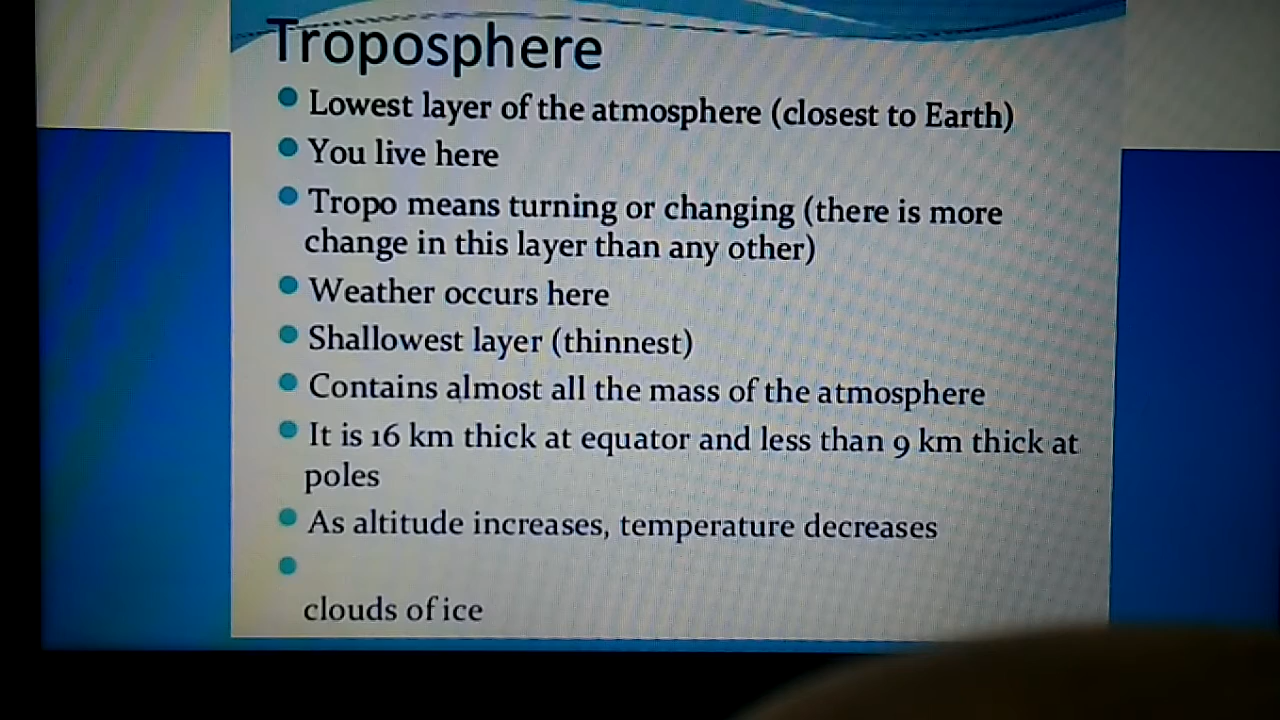 Troposphere
Lowest layer of the atmosphere (closest to Earth)
You live here
Tropo means turning or changing (there is more
change in this layer than any other)
Weather occurs here
Shallowest layer (thinnest)
Contains almost all the mass of the atmosphere
It is 16 km thick at equator and less than 9 km thick at
poles
As altitude increases, temperature decreases
clouds of ice